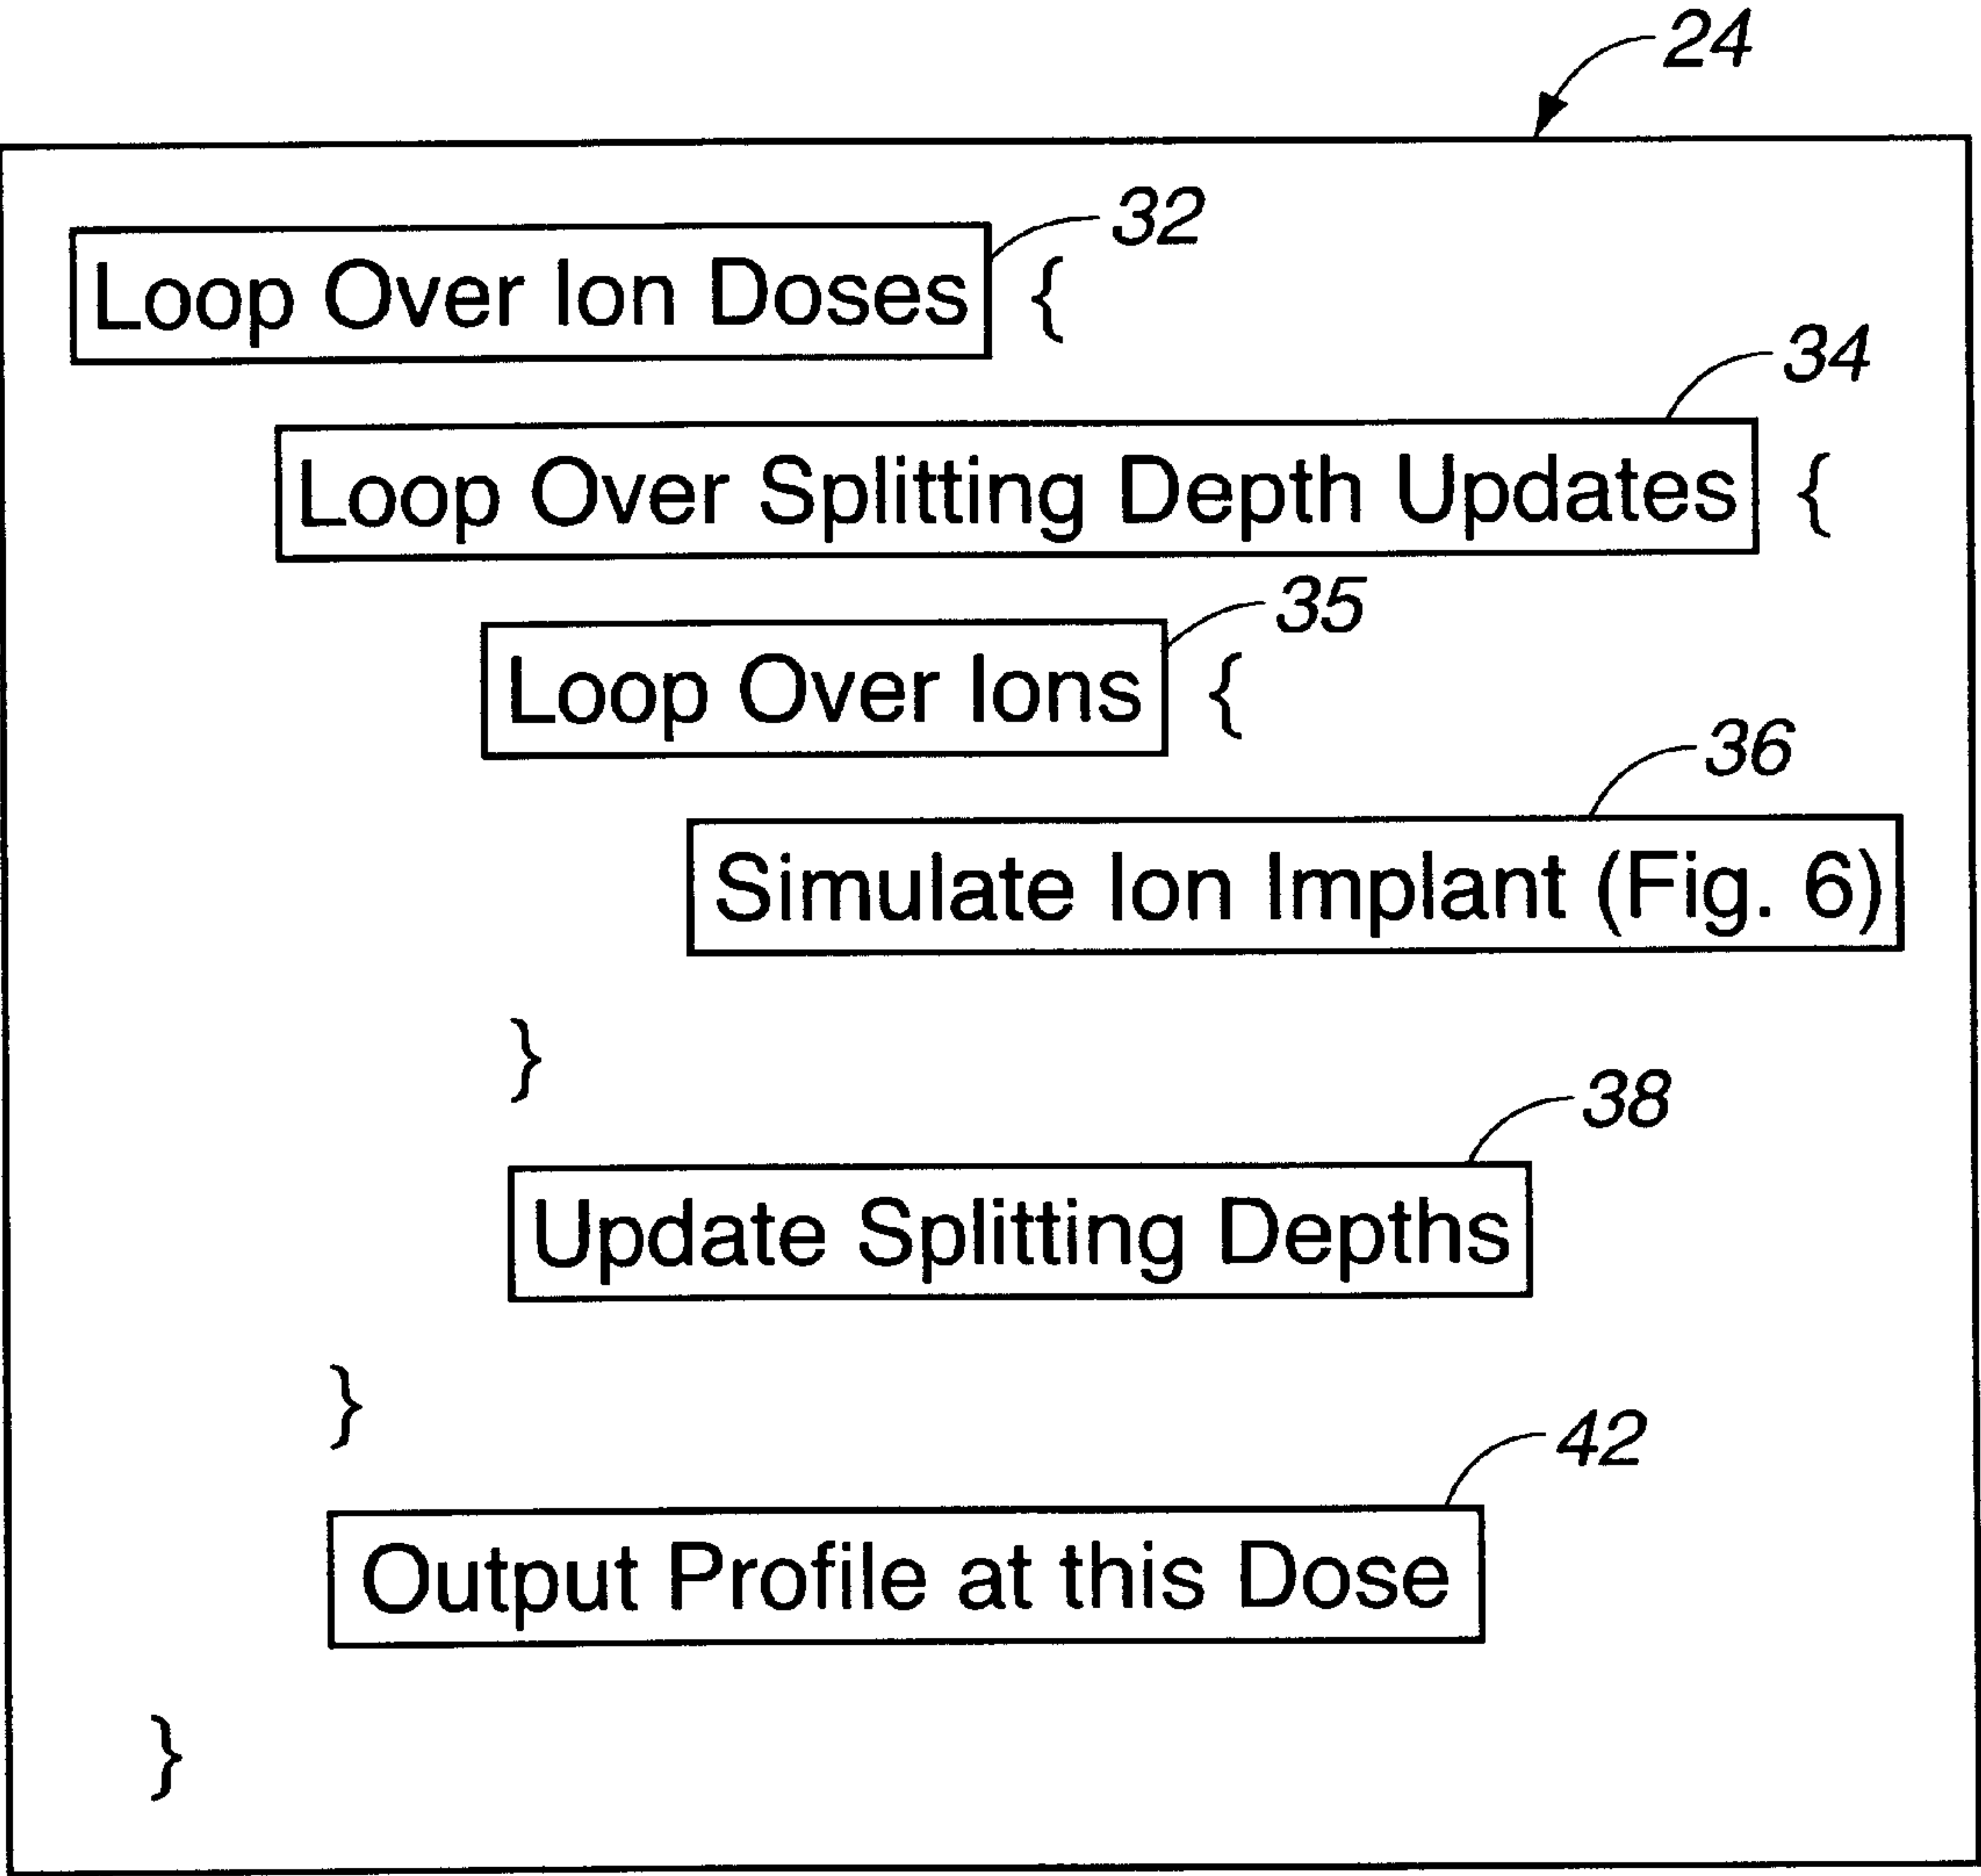 24
32
Loop Over Ion Doses {
34
Loop Over Splitting Depth Updates {
35
Loop Over Ions {
36
Simulate Ion Implant (Fig. 6)
}
38
Update Splitting Depths
}
42
Output Profile at this Dose
}